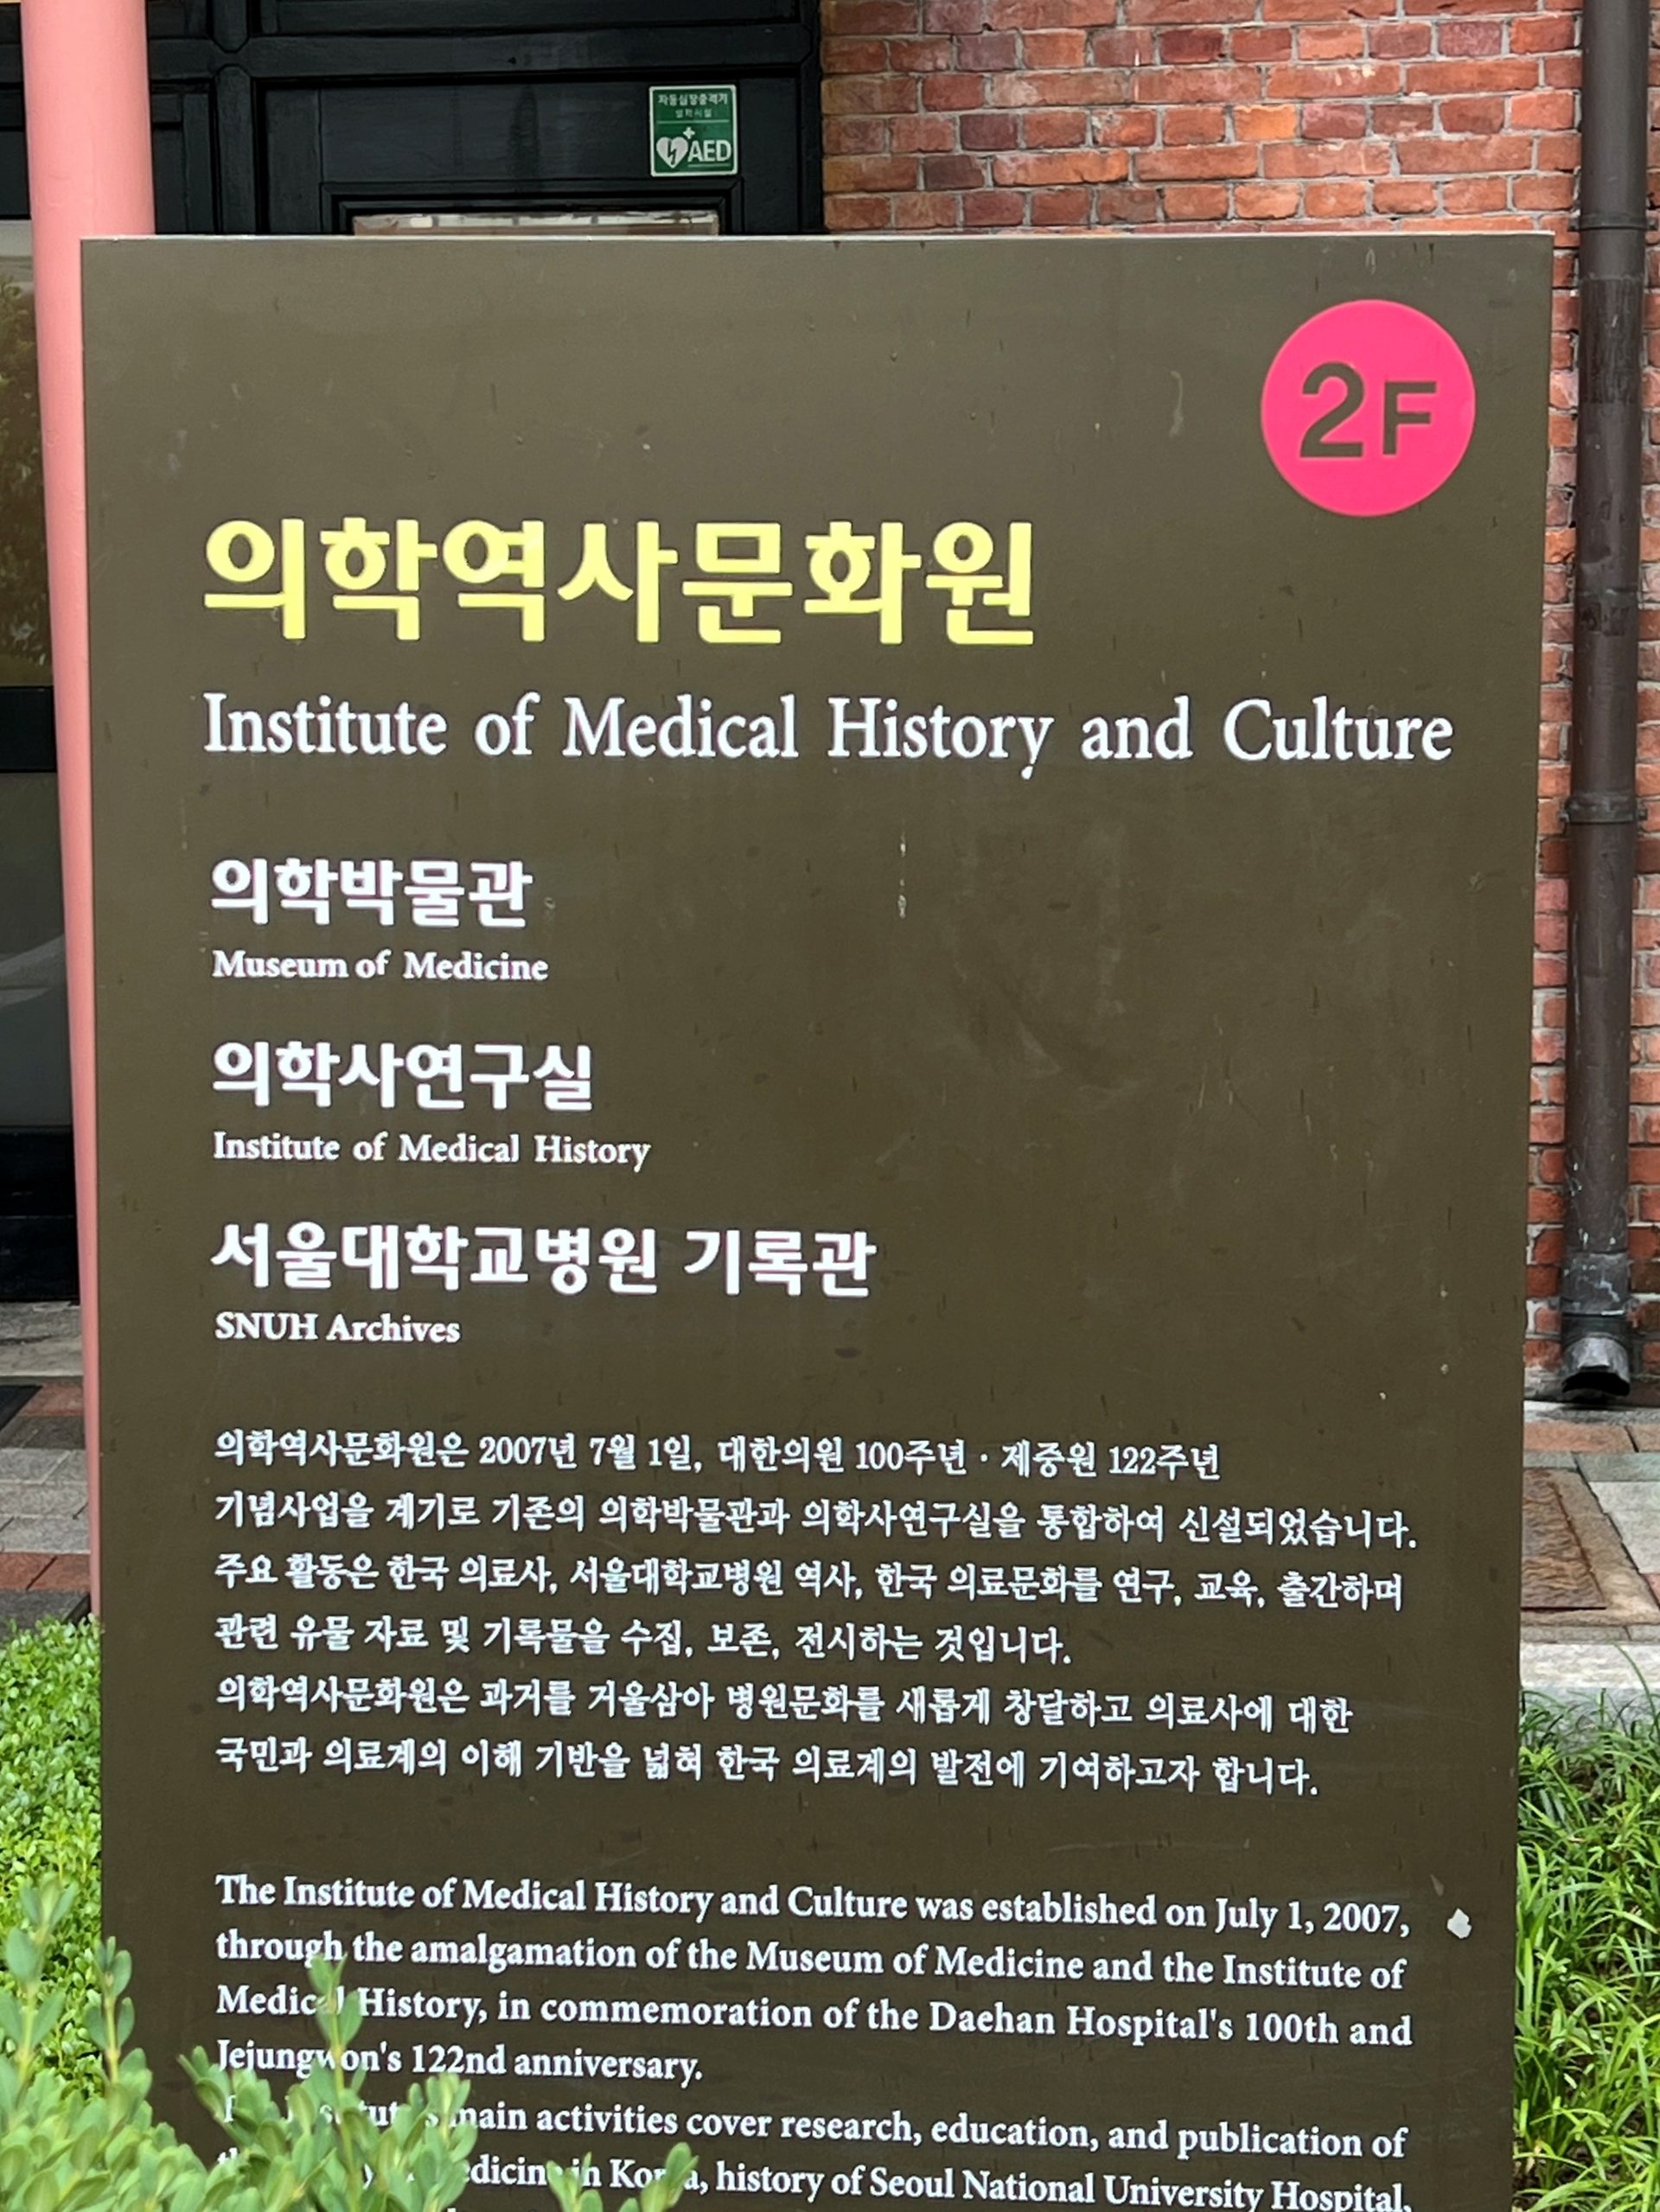 자동심장충격기
설치시설
AED
2F
의학역사문화원
Institute of Medical History and Culture
의학박물관
Museum of Medicine
의학사연구실
Institute of Medical History
서울대학교병원 기록관
SNUH Archives
의학역사문화원은 2007년 7월 1일, 대한의원 100주년 · 제중원 122주년
기념사업을 계기로 기존의 의학박물관과 의학사연구실을 통합하여 신설되었습니다.
주요 활동은 한국 의료사, 서울대학교병원 역사, 한국 의료문화를 연구, 교육, 출간하며
관련 유물 자료 및 기록물을 수집, 보존, 전시하는 것입니다.
의학역사문화원은 과거를 거울삼아 병원문화를 새롭게 창달하고 의료사에 대한
국민과 의료계의 이해 기반을 넓혀 한국 의료계의 발전에 기여하고자 합니다.
The Institute of Medical History and Culture was established on July 1, 2007,
through the amalgamation of the Museum of Medicine and the Institute of
Medical History, in commemoration of the Daehan Hospital's 100th and
Jejungwon's 122nd anniversary.
main activities cover research, education, and publication of
in Korea, history of Seoul National University Hospital,